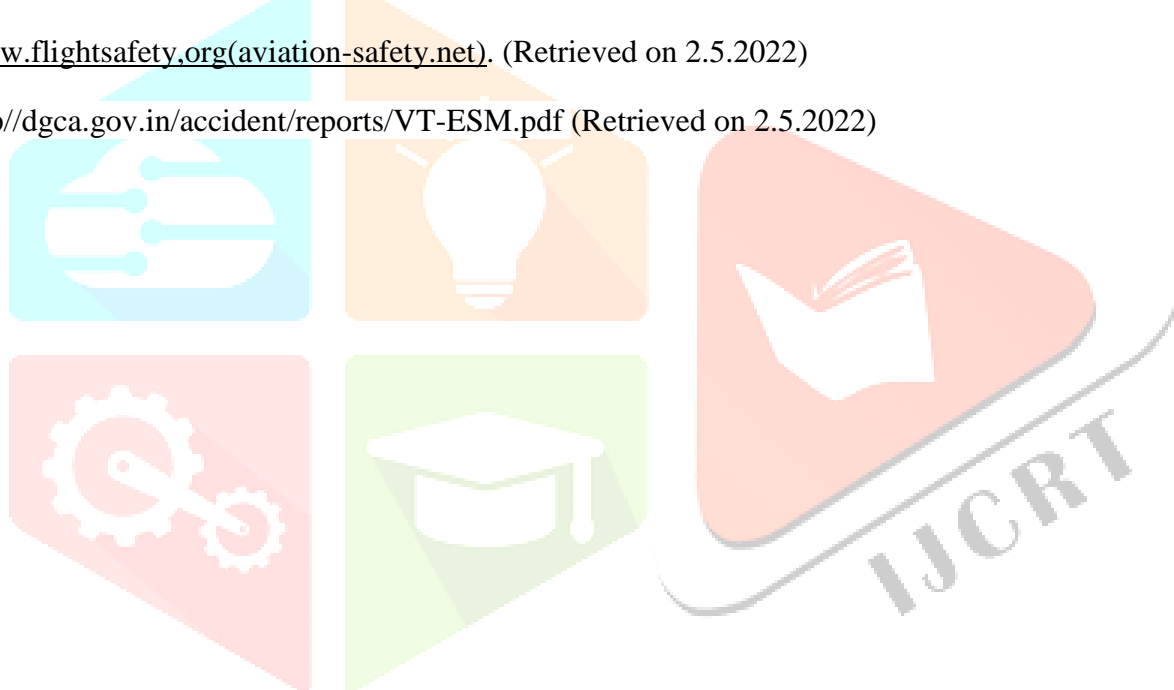 w.flightsafety,org(aviation-safety.net). (Retrieved on 2.5.2022)
//dgca.gov.in/accident/reports/VT-ESM.pdf (Retrieved on 2.5.2022)
IJCRT